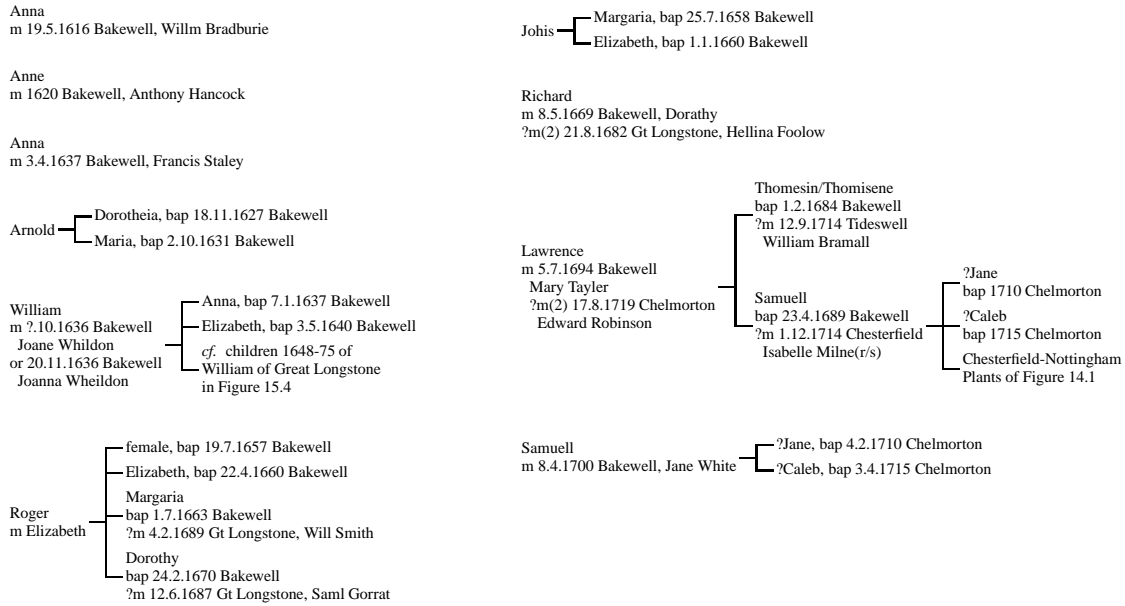 Anna
m 19.5.1616 Bakewell, Willm Bradburie
Anne
m 1620 Bakewell, Anthony Hancock
Anna
m 3.4.1637 Bakewell, Francis Staley
Arnold
Dorotheia, bap 18.11.1627 Bakewell
Maria, bap 2.10.1631 Bakewell
William
m ?.10.1636 Bakewell
Joane Whildon
or 20.11.1636 Bakewell
Joanna Wheildon
Anna, bap 7.1.1637 Bakewell
Elizabeth, bap 3.5.1640 Bakewell
cf. children 1648-75 of
William of Great Longstone
in Figure 15.4
Roger
m Elizabeth
female, bap 19.7.1657 Bakewell
Elizabeth, bap 22.4.1660 Bakewell
Margaria
bap 1.7.1663 Bakewell
?m 4.2.1689 Gt Longstone, Will Smith
Dorothy
bap 24.2.1670 Bakewell
?m 12.6.1687 Gt Longstone, Saml Gorrat
Johis
Margaria, bap 25.7.1658 Bakewell
Elizabeth, bap 1.1.1660 Bakewell
Richard
m 8.5.1669 Bakewell, Dorathy
?m(2) 21.8.1682 Gt Longstone, Hellina Foolow
Lawrence
m 5.7.1694 Bakewell
Mary Tayler
?m(2) 17.8.1719 Chelmorton
Edward Robinson
Thomesin/Thomisene
bap 1.2.1684 Bakewell
?m 12.9.1714 Tideswell
William Bramall
Samuell
bap 23.4.1689 Bakewell
?m 1.12.1714 Chesterfield
Isabelle Milne(r/s)
?Jane
bap 1710 Chelmorton
?Caleb
bap 1715 Chelmorton
Chesterfield-Nottingham
Plants of Figure 14.1
Samuell
m 8.4.1700 Bakewell, Jane White
?Jane, bap 4.2.1710 Chelmorton
?Caleb, bap 3.4.1715 Chelmorton